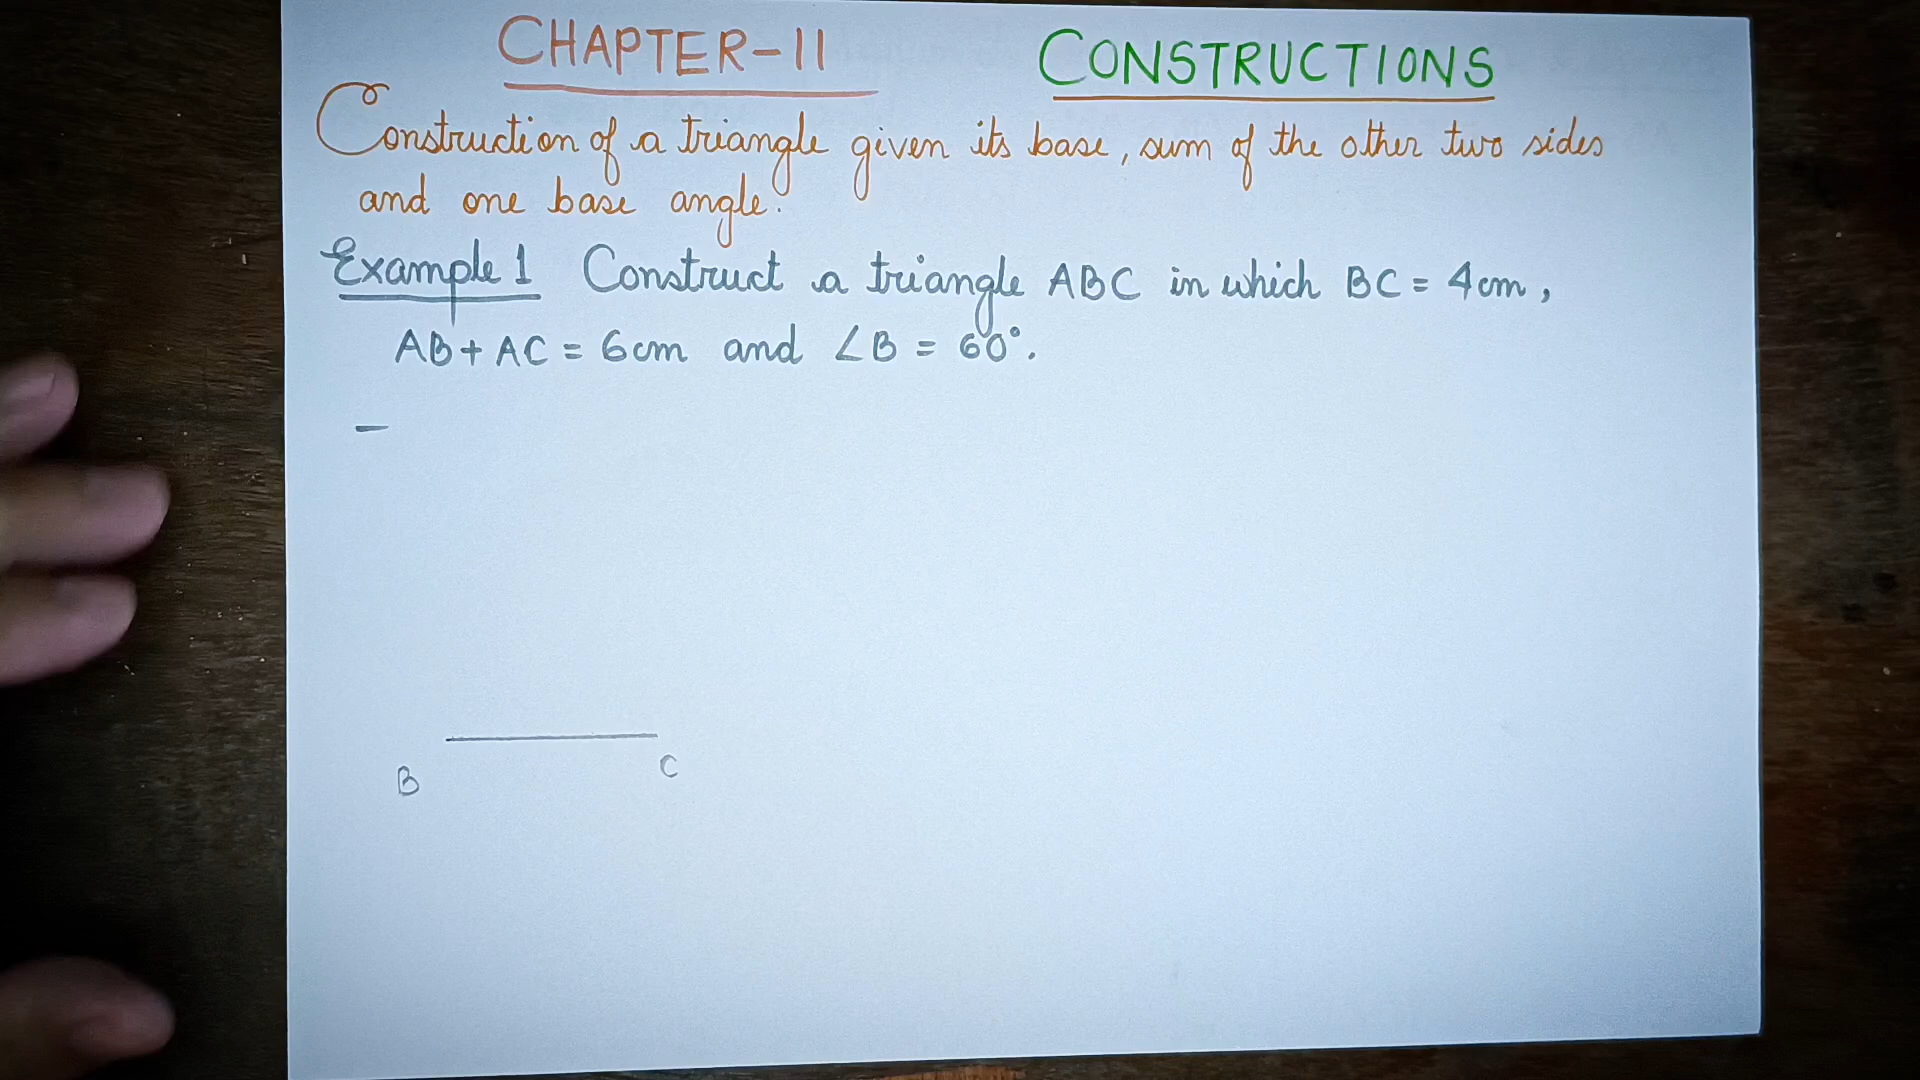 CHAPTER-11 CONSTRUCTIONS
Construction of a triangle given its base, sum of the other two sides
and one base angle.
Example 1 Construct a triangle ABC in which BC = 4cm,
AB + AC = 6cm and ∠B = 60°.
B C